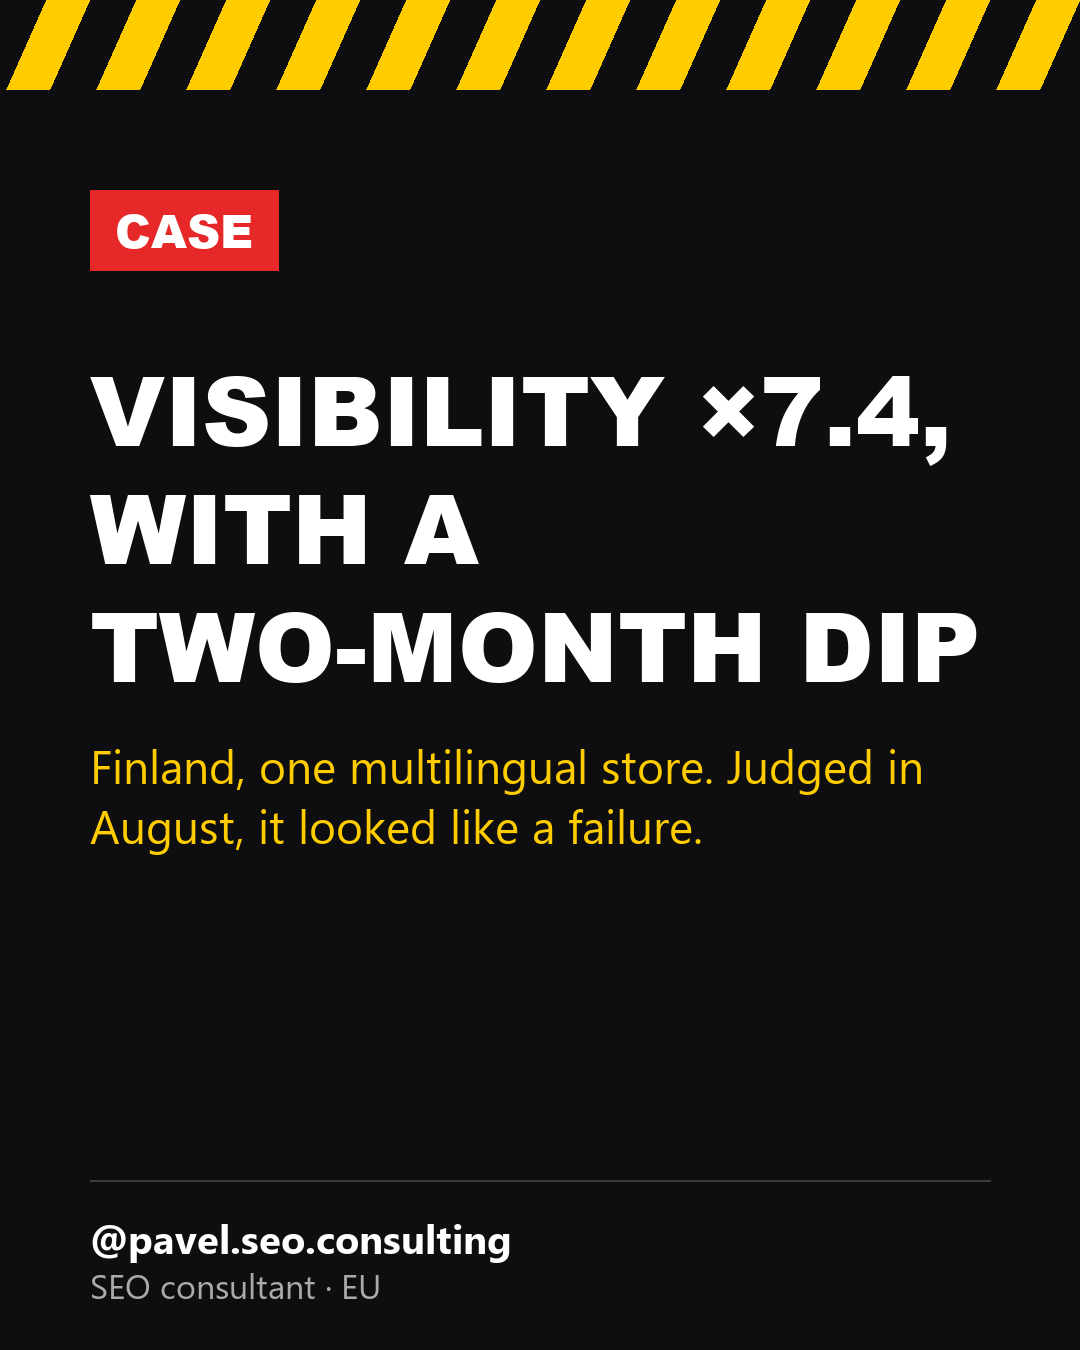 CASE
VISIBILITY ×7.4,
WITH A
TWO-MONTH DIP
Finland, one multilingual store. Judged in
August, it looked like a failure.
@pavel.seo.consulting
SEO consultant · EU